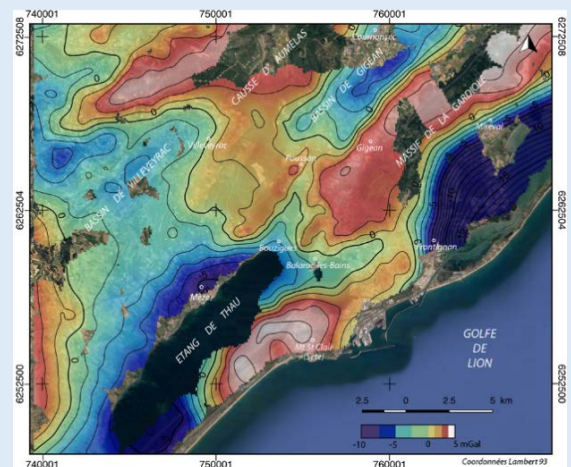 740001 750001 760001
6272508
6272508
Cournonsec
CAUSSE D'AUMELAS
BASSIN DE GIGEAN
MASSIF DE LA GARDIOLE
Mireval
Villeveyrac
Gigean
Poussan
BASSIN DE VILLEVEYRAC
6262504
6262504
Bouzigues
Frontignan
Balaruc-les-Bains
Mèze
ETANG DE THAU
GOLFE
DE
LION
Mt St Clair
(Sète)
6252500
6252500
2.5 0 2.5 5 km
-10 -5 0 5 mGal
740001 750001 760001
Coordonnées Lambert 93